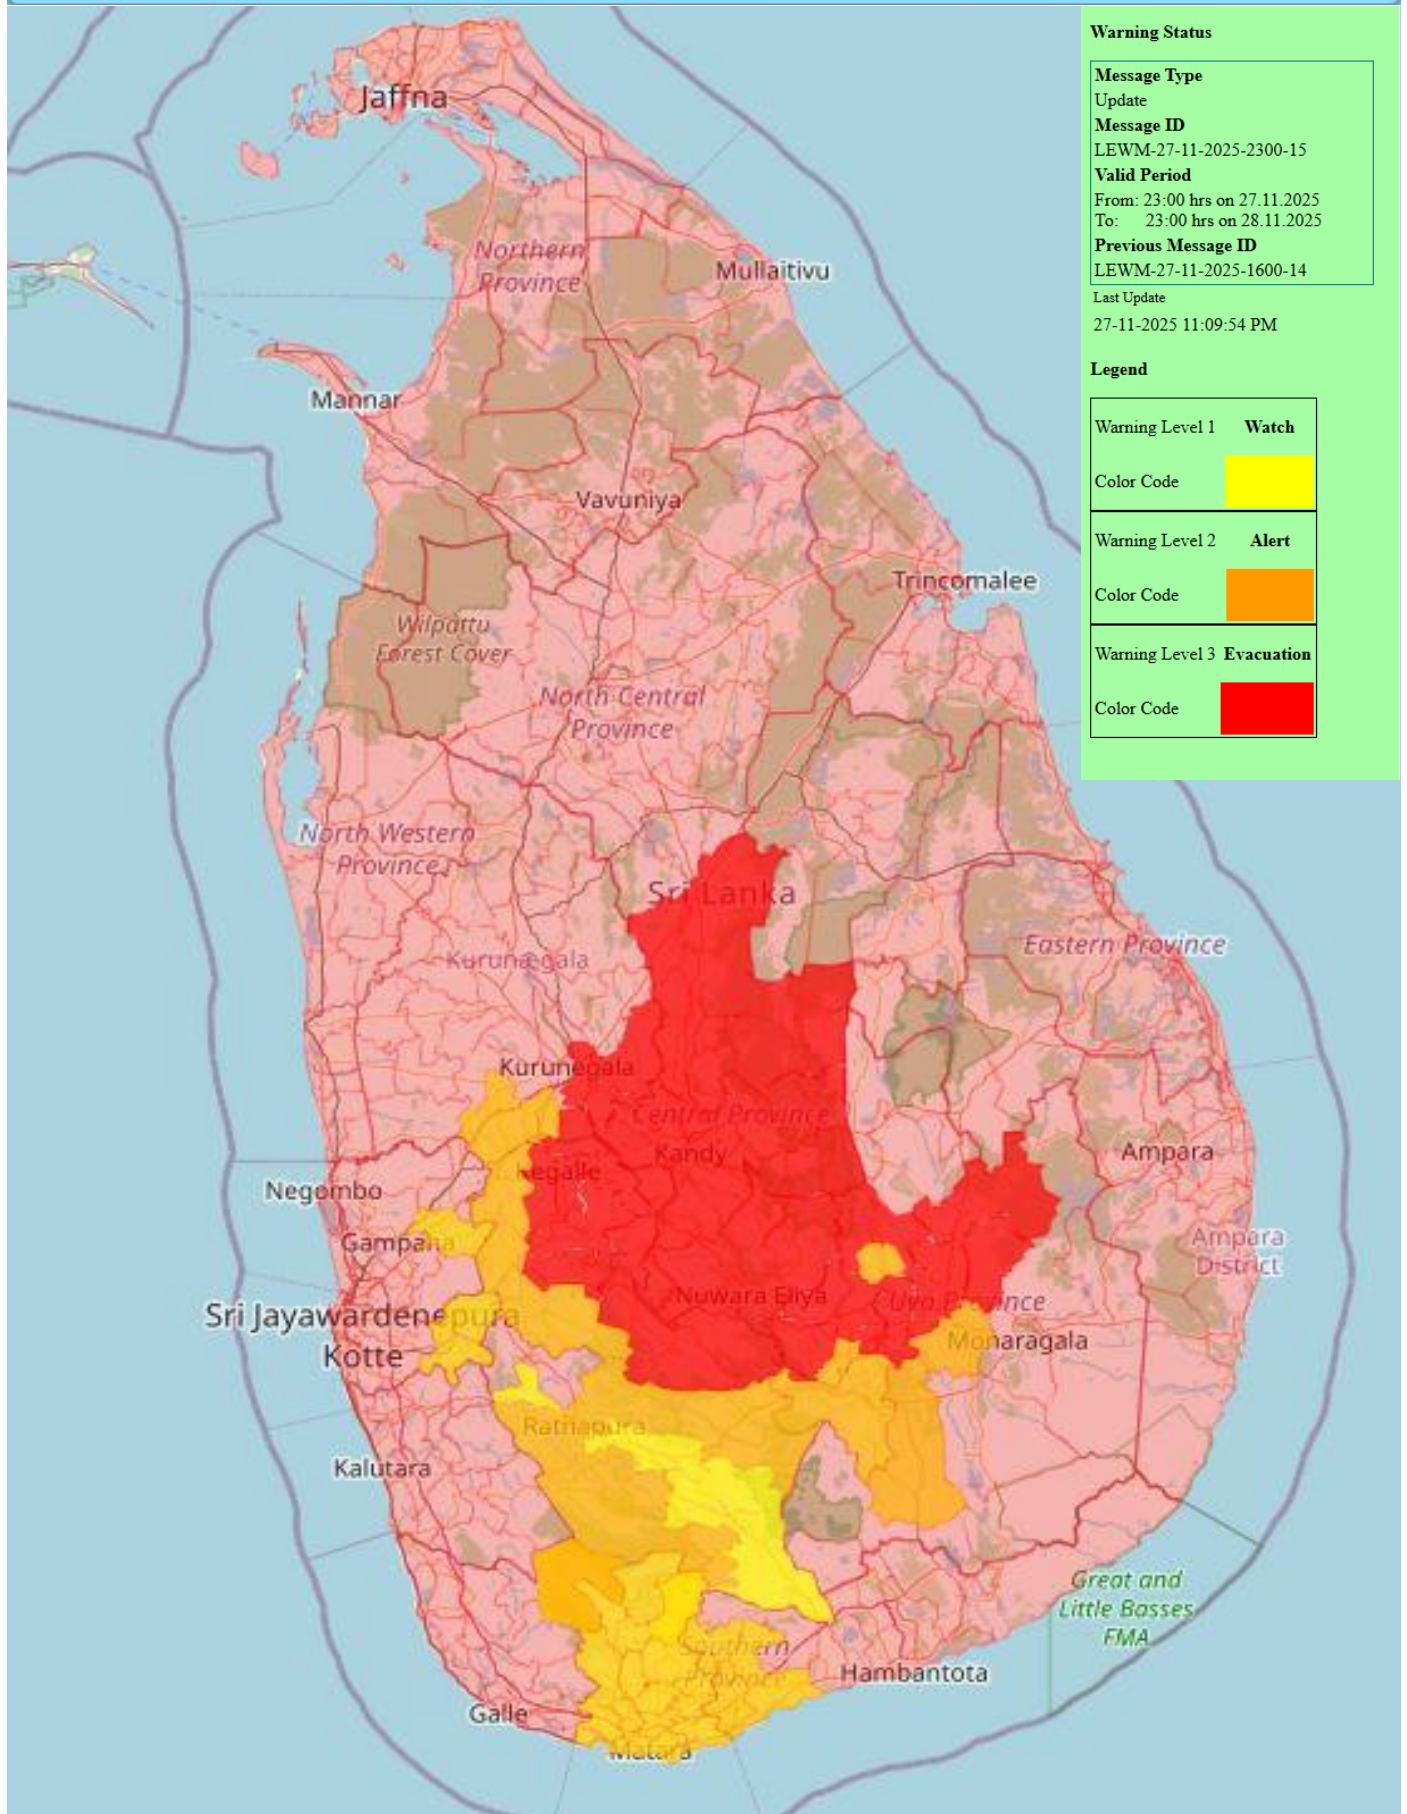 Jaffna
Northern
Province
Mullaitivu
Mannar
Vavuniya
Trincomalee
Wilpattu
Forest Cover
North Central
Province
North Western
Province
Sri Lanka
Eastern Province
Kurunegala
Kurunegala
Central Province
Kandy
Kegalle
Ampara
Negombo
Gampaha
Ampara
District
Nuwara Eliya
Uva Province
Sri Jayawardenepura
Kotte
Monaragala
Ratnapura
Kalutara
Great and
Little Basses
FMA
Southern
Province
Hambantota
Galle
Matara
Warning Status
Message Type
Update
Message ID
LEWM-27-11-2025-2300-15
Valid Period
From: 23:00 hrs on 27.11.2025
To: 23:00 hrs on 28.11.2025
Previous Message ID
LEWM-27-11-2025-1600-14
Last Update
27-11-2025 11:09:54 PM
Legend
Warning Level 1 Watch
Color Code
Warning Level 2 Alert
Color Code
Warning Level 3 Evacuation
Color Code